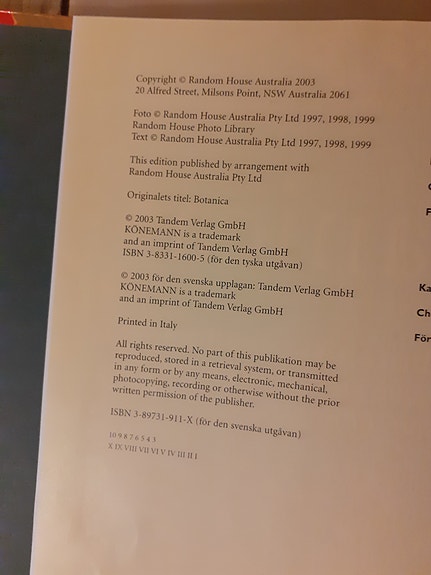 Copyright © Random House Australia 2003
20 Alfred Street, Milsons Point, NSW Australia 2061
Foto © Random House Australia Pty Ltd 1997, 1998, 1999
Random House Photo Library
Text © Random House Australia Pty Ltd 1997, 1998, 1999
This edition published by arrangement with
Random House Australia Pty Ltd
Originalets titel: Botanica
© 2003 Tandem Verlag GmbH
KÖNEMANN is a trademark
and an imprint of Tandem Verlag GmbH
ISBN 3-8331-1600-5 (för den tyska utgåvan)
© 2003 för den svenska upplagan: Tandem Verlag GmbH
KÖNEMANN is a trademark
and an imprint of Tandem Verlag GmbH
Printed in Italy
All rights reserved. No part of this publikation may be
reproduced, stored in a retrieval system, or transmitted
in any form or by any means, electronic, mechanical,
photocopying, recording or otherwise without the prior
written permission of the publisher.
ISBN 3-89731-911-X (för den svenska utgåvan)
10 9 8 7 6 5 4 3
X IX VIII VII VI V IV III II I
Ka
Ch
För